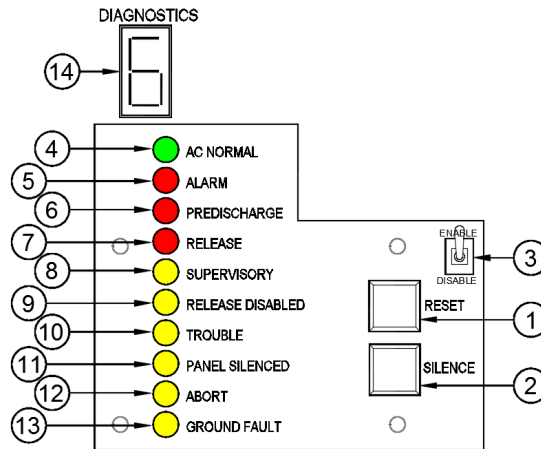 DIAGNOSTICS
14
6
4 AC NORMAL
5 ALARM
6 PREDISCHARGE
7 RELEASE
8 SUPERVISORY
9 RELEASE DISABLED
10 TROUBLE
11 PANEL SILENCED
12 ABORT
13 GROUND FAULT
ENABLE
3
DISABLE
RESET
1
SILENCE
2